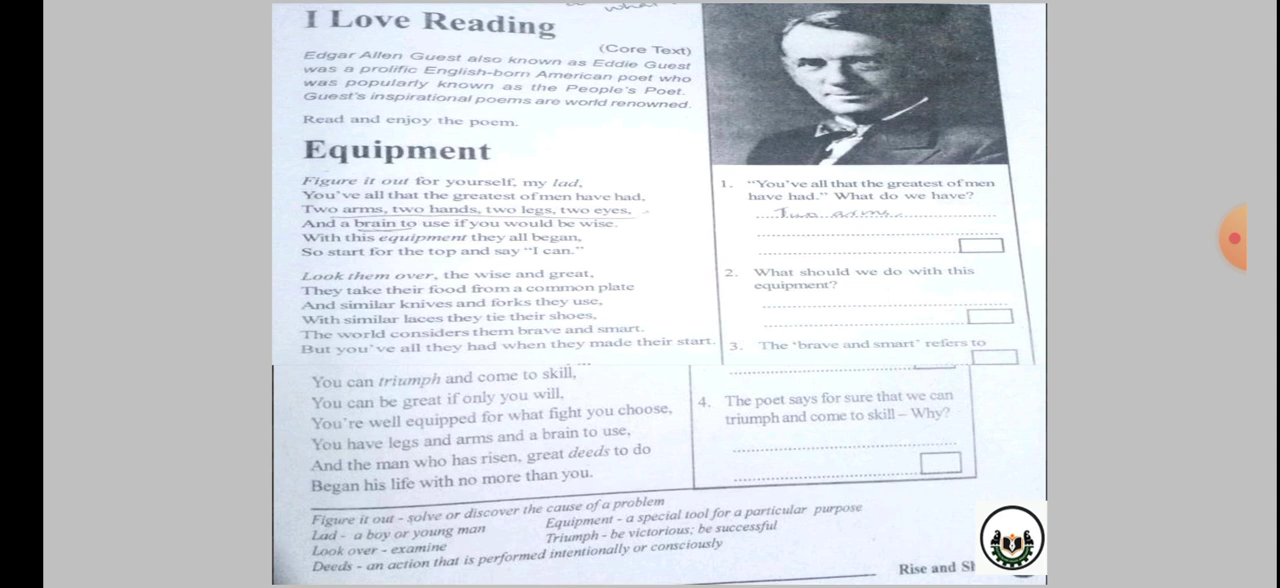 what
I Love Reading
(Core Text)
Edgar Allen Guest also known as Eddie Guest
was a prolific English-born American poet who
was popularly known as the People's Poet.
Guest's inspirational poems are world renowned.
Read and enjoy the poem.
Equipment
Figure it out for yourself, my lad,
You've all that the greatest of men have had,
Two arms, two hands, two legs, two eyes,
And a brain to use if you would be wise.
With this equipment they all began,
So start for the top and say "I can."
Look them over, the wise and great,
They take their food from a common plate
And similar knives and forks they use,
With similar laces they tie their shoes,
The world considers them brave and smart.
But you've all they had when they made their start.
You can triumph and come to skill,
You can be great if only you will,
You're well equipped for what fight you choose,
You have legs and arms and a brain to use,
And the man who has risen, great deeds to do
Began his life with no more than you.
1. "You've all that the greatest of men
have had." What do we have?
Two arms
2. What should we do with this
equipment?
3. The 'brave and smart' refers to
4. The poet says for sure that we can
triumph and come to skill – Why?
Figure it out - solve or discover the cause of a problem
Lad - a boy or young man
Equipment - a special tool for a particular purpose
Look over - examine
Triumph - be victorious; be successful
Deeds - an action that is performed intentionally or consciously
Rise and